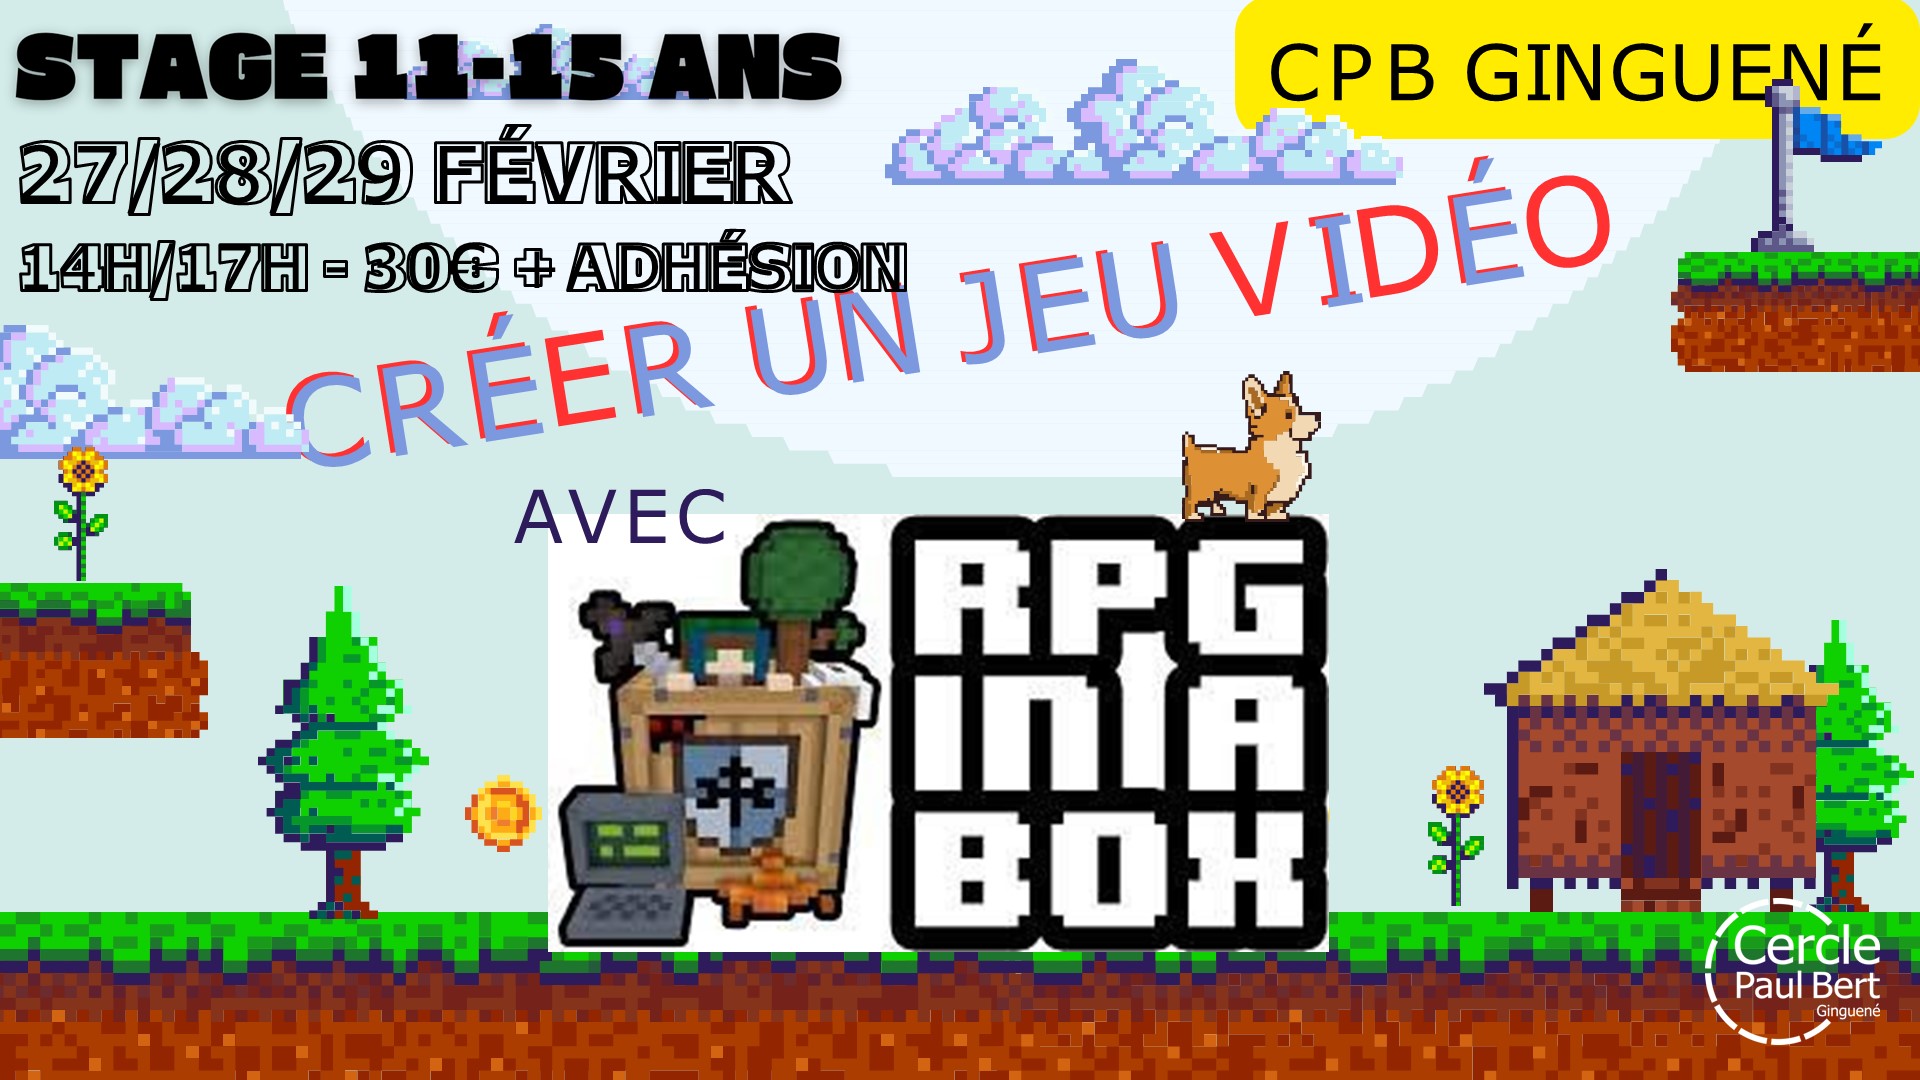 STAGE 11-15 ANS
27/28/29 FÉVRIER
14H/17H - 30€ + ADHÉSION
CPB GINGUENÉ
CRÉER UN JEU VIDÉO
AVEC
RPG
IN A
BOX
Cercle
Paul Bert
Ginguené